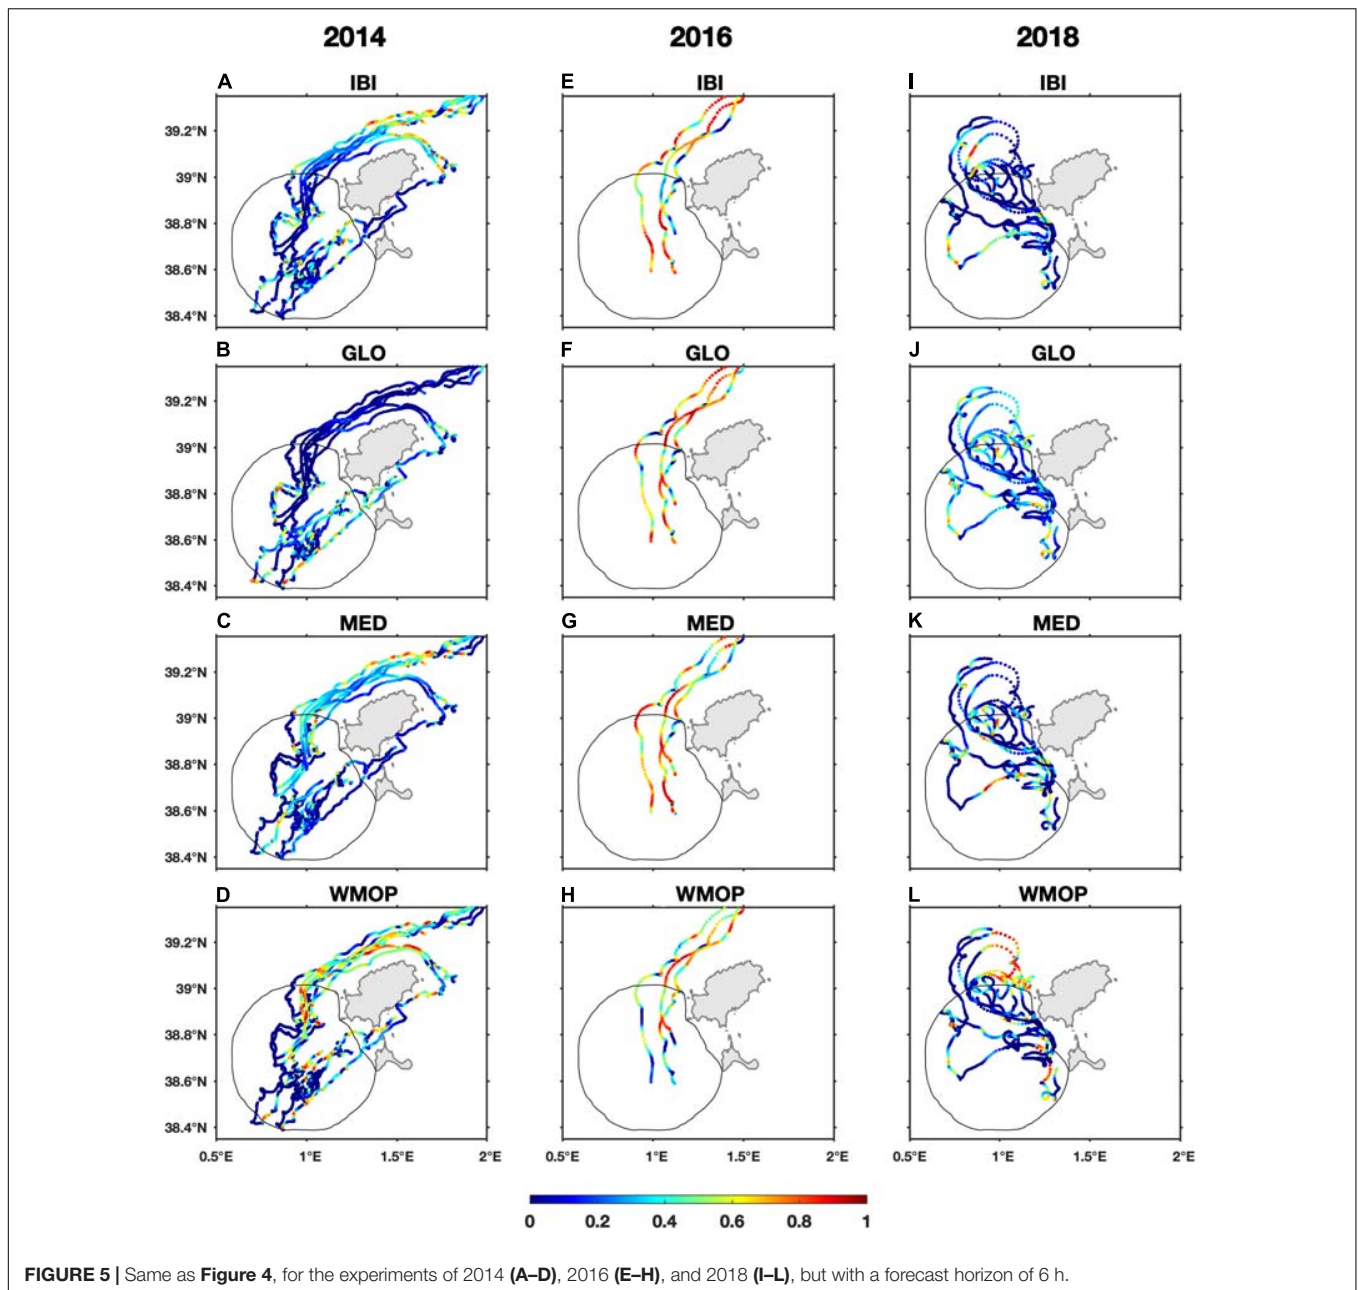 2014 2016 2018
A IBI E IBI I IBI
39.2°N
39°N
38.8°N
38.6°N
38.4°N
B GLO F GLO J GLO
39.2°N
39°N
38.8°N
38.6°N
38.4°N
C MED G MED K MED
39.2°N
39°N
38.8°N
38.6°N
38.4°N
D WMOP H WMOP L WMOP
39.2°N
39°N
38.8°N
38.6°N
38.4°N
0.5°E 1°E 1.5°E 2°E 0.5°E 1°E 1.5°E 2°E 0.5°E 1°E 1.5°E 2°E
0 0.2 0.4 0.6 0.8 1
FIGURE 5 | Same as Figure 4, for the experiments of 2014 (A–D), 2016 (E–H), and 2018 (I–L), but with a forecast horizon of 6 h.